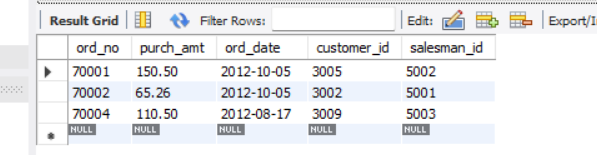 Result Grid Filter Rows: Edit: Export/I
ord_no purch_amt ord_date customer_id salesman_id
70001 150.50 2012-10-05 3005 5002
70002 65.26 2012-10-05 3002 5001
70004 110.50 2012-08-17 3009 5003
NULL NULL NULL NULL NULL